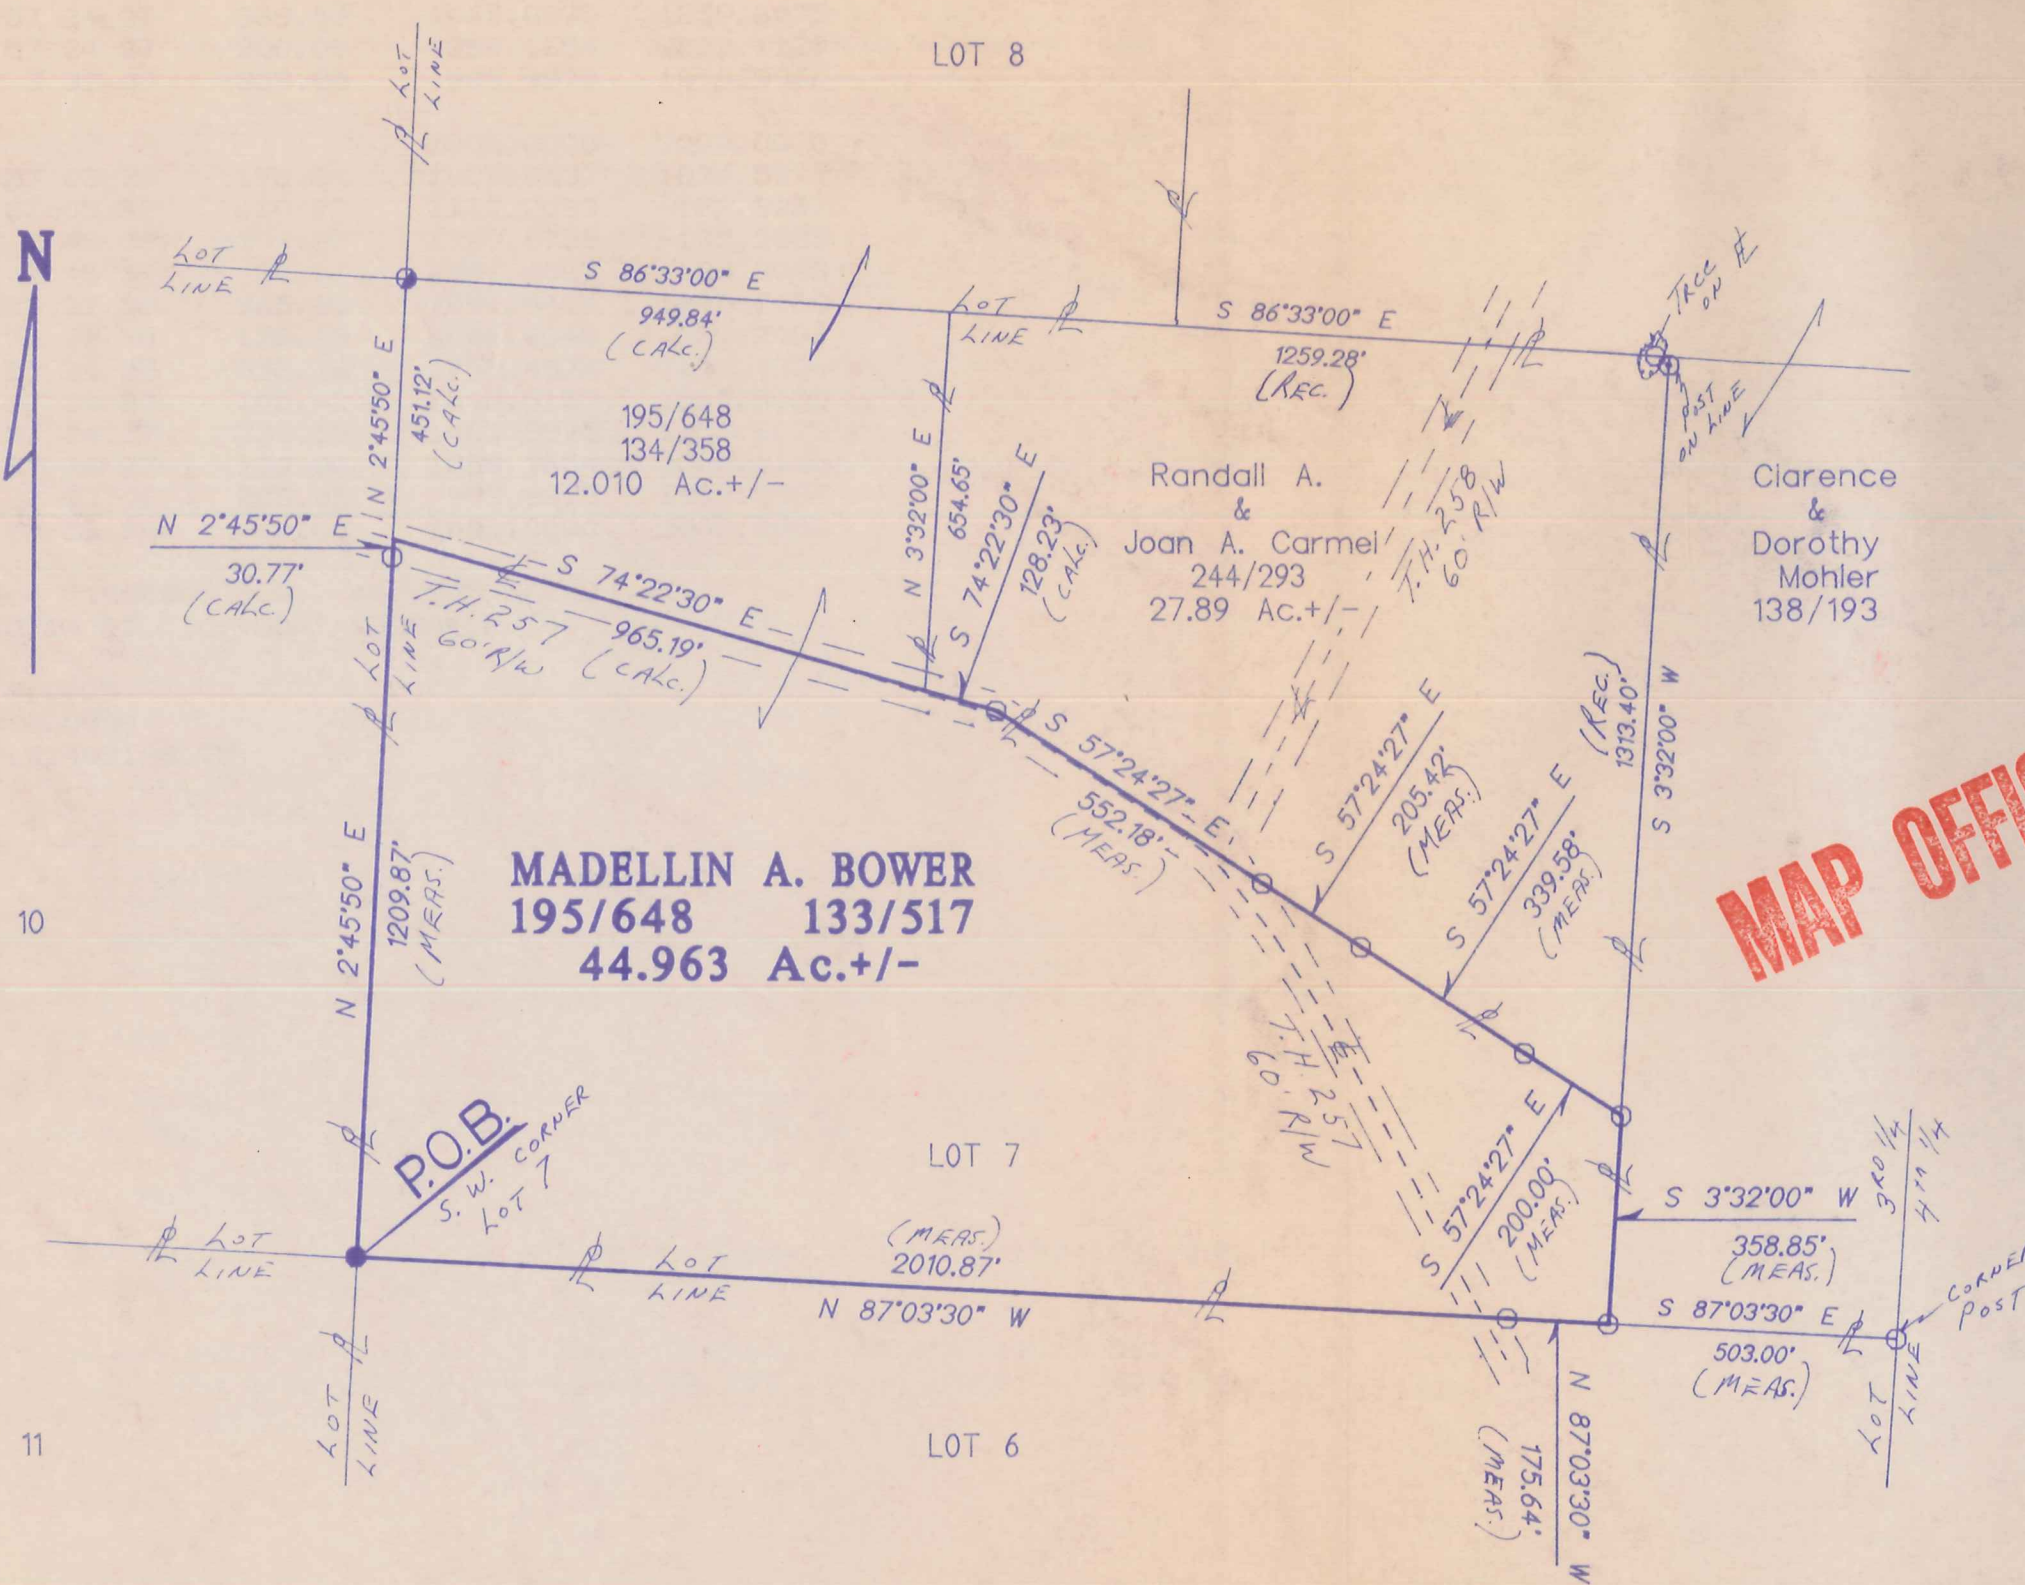 LOT 8
LOT
LINE
N
LOT
LINE
℄
S 86°33'00" E
949.84'
(CALC.)
LOT
LINE
S 86°33'00" E
1259.28'
(REC.)
TREE
ON ℄
POST
ON LINE
N 2°45'50" E
451.12'
(CALC.)
195/648
134/358
12.010 Ac.+/-
N 3°32'00" E
654.65'
S 74°22'30" E
128.23'
(CALC.)
Randall A.
&
Joan A. Carmel
244/293
27.89 Ac.+/-
T.H. 258
60' R/W
Clarence
&
Dorothy
Mohler
138/193
N 2°45'50" E
30.77'
(CALC.)
S 74°22'30" E
965.19'
(CALC.)
T.H. 257
60' R/W
LOT
LINE
S 57°24'27" E
552.18'
(MEAS.)
S 57°24'27" E
205.42'
(MEAS.)
S 57°24'27" E
339.58'
(MEAS.)
(REC.)
1313.40'
S 3°32'00" W
MAP OFFIC
N 2°45'50" E
1209.87'
(MEAS.)
MADELLIN A. BOWER
195/648 133/517
44.963 Ac.+/-
10
T.H. 257
60' R/W
P.O.B.
S.W. CORNER
LOT 7
LOT 7
S 57°24'27" E
200.00'
(MEAS.)
S 3°32'00" W
358.85'
(MEAS.)
3RD 1/4
4TH 1/4
LOT
LINE
LOT
LINE
(MEAS.)
2010.87'
N 87°03'30" W
S 87°03'30" E
503.00'
(MEAS.)
CORNER
POST
LOT
LINE
LOT
LINE
N 87°03'30" W
175.64'
(MEAS.)
11
LOT 6